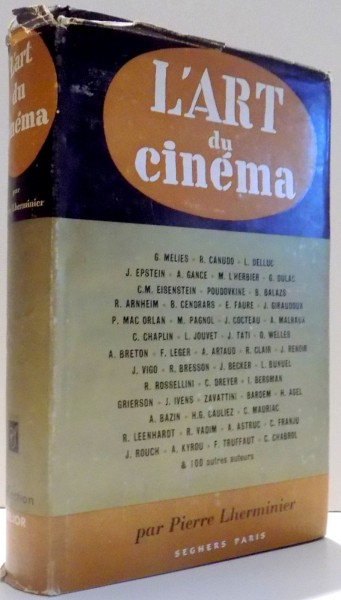 L'art
du
cinéma
par
Lherminier
L'ART
du
cinéma
G. MELIES - R. CANUDO - L. DELLUC
J. EPSTEIN - A. GANCE - M. L'HERBIER - G. DULAC
C.M. EISENSTEIN - POUDOVKINE - B. BALAZS
R. ARNHEIM - B. CENDRARS - E. FAURE - J. GIRAUDOUX
P. MAC ORLAN - M. PAGNOL - J. COCTEAU - A. MALRAUX
C. CHAPLIN - L. JOUVET - J. TATI - O. WELLES
A. BRETON - F. LEGER - A. ARTAUD - R. CLAIR - J. RENOIR
J. VIGO - R. BRESSON - J. BECKER - L. BUNUEL
R. ROSSELLINI - C. DREYER - I. BERGMAN
GRIERSON - J. IVENS - ZAVATTINI - BARDEM - H. AGEL
A. BAZIN - H.G. CLAUZEL - C. MAURIAC
R. LEENHARDT - R. VADIM - A. ASTRUC - C. FRANJU
J. ROUCH - A. KYROU - F. TRUFFAUT - C. CHABROL
& 100 autres auteurs
par Pierre Lherminier
SEGHERS PARIS